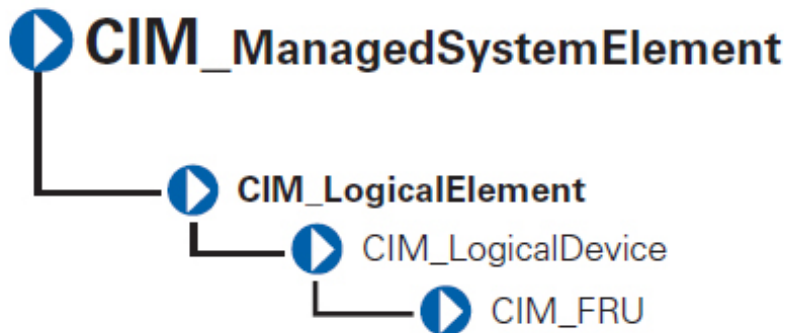 CIM_ManagedSystemElement
CIM_LogicalElement
CIM_LogicalDevice
CIM_FRU